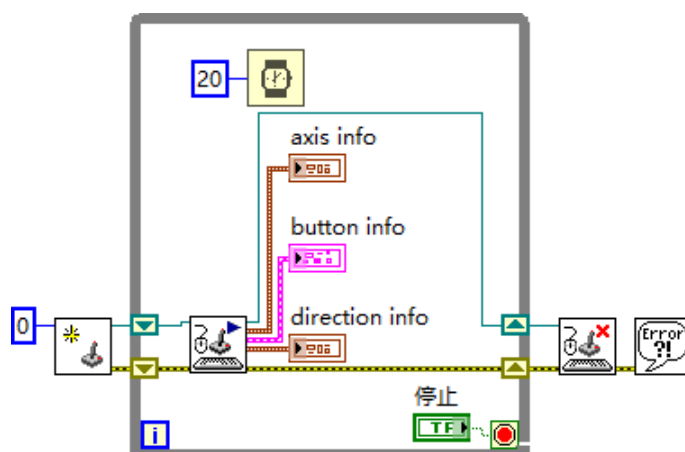 20
axis info
button info
0
direction info
Error
?!
停止
TF
i